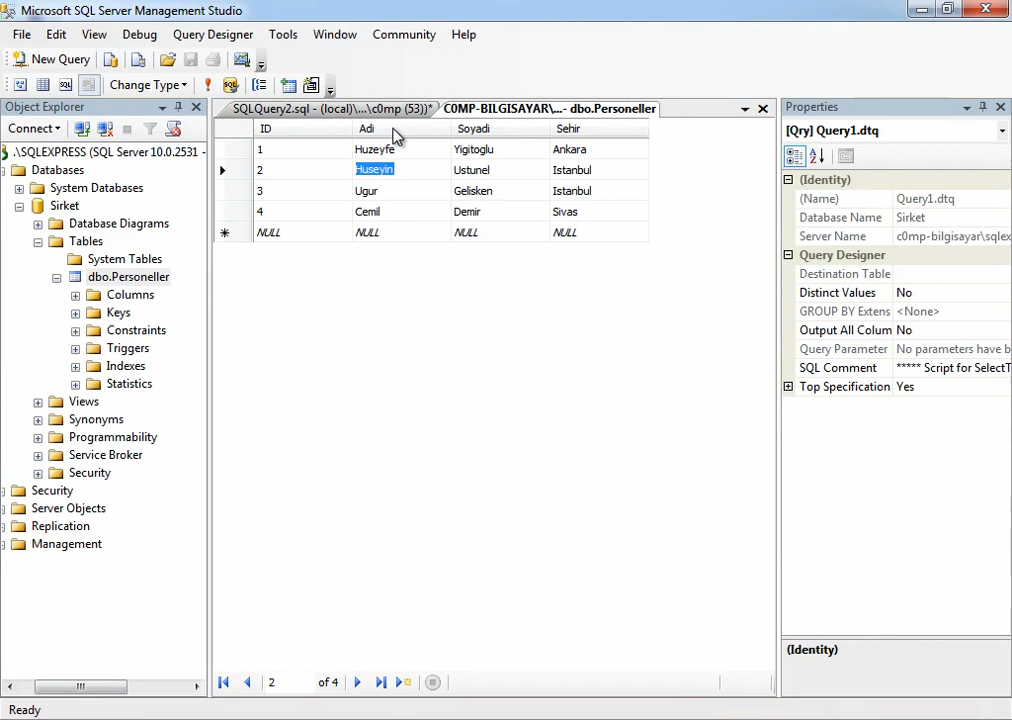 Microsoft SQL Server Management Studio
File Edit View Debug Query Designer Tools Window Community Help
New Query
Change Type
Object Explorer
Connect
.\SQLEXPRESS (SQL Server 10.0.2531 -
Databases
System Databases
Sirket
Database Diagrams
Tables
System Tables
dbo.Personeller
Columns
Keys
Constraints
Triggers
Indexes
Statistics
Views
Synonyms
Programmability
Service Broker
Security
Security
Server Objects
Replication
Management
SQLQuery2.sql - (local)\...\c0mp (53))* C0MP-BILGISAYAR\...- dbo.Personeller
ID Adi Soyadi Sehir
1 Huzeyfe Yigitoglu Ankara
2 Huseyin Ustunel Istanbul
3 Ugur Gelisken Istanbul
4 Cemil Demir Sivas
NULL NULL NULL NULL
2 of 4
Properties
[Qry] Query1.dtq
(Identity)
(Name) Query1.dtq
Database Name Sirket
Server Name c0mp-bilgisayar\sqlex
Query Designer
Destination Table
Distinct Values No
GROUP BY Extens <None>
Output All Colum No
Query Parameter No parameters have b
SQL Comment ***** Script for SelectT
Top Specification Yes
(Identity)
Ready